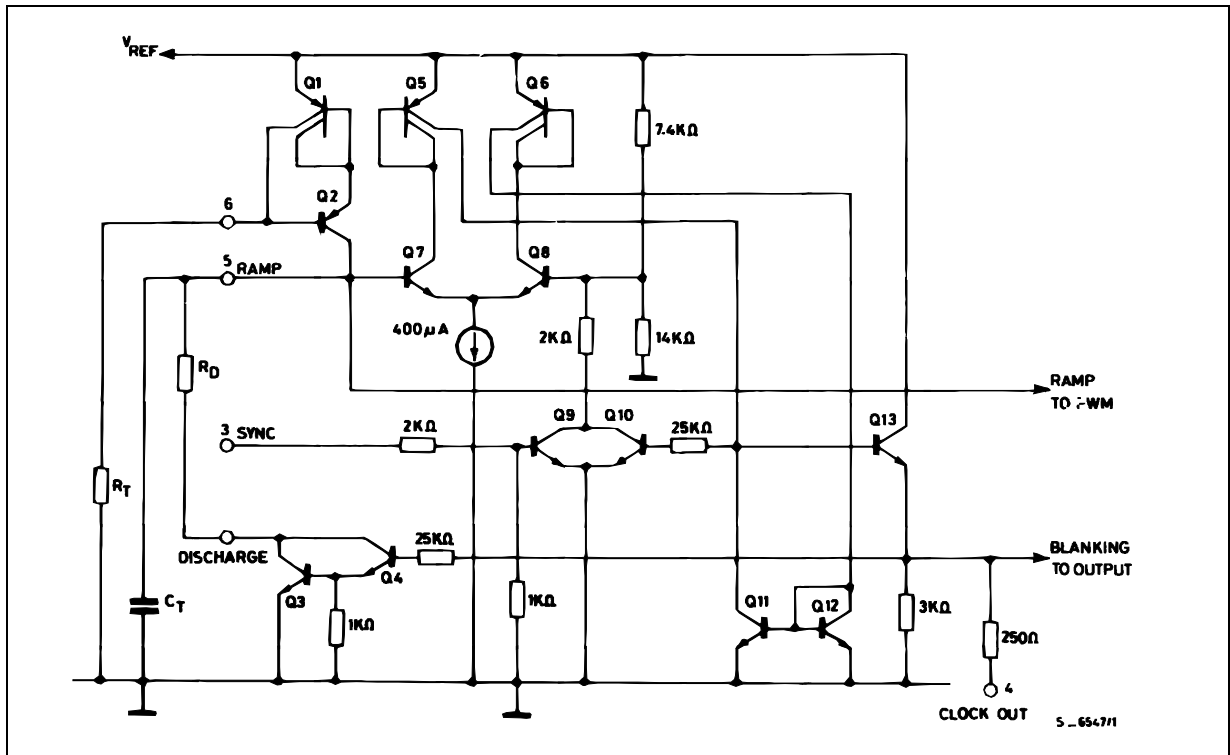 VREF
Q1
Q5
Q6
7.4KΩ
Q2
6
5 RAMP
Q7
Q8
400μA
2KΩ
14KΩ
RD
RAMP
TO PWM
Q9 Q10
Q13
3 SYNC
2KΩ
25KΩ
RT
DISCHARGE
25KΩ
BLANKING
TO OUTPUT
Q4
Q3
CT
1KΩ
1KΩ
Q11
Q12
3KΩ
250Ω
4
CLOCK OUT
S_6547/1